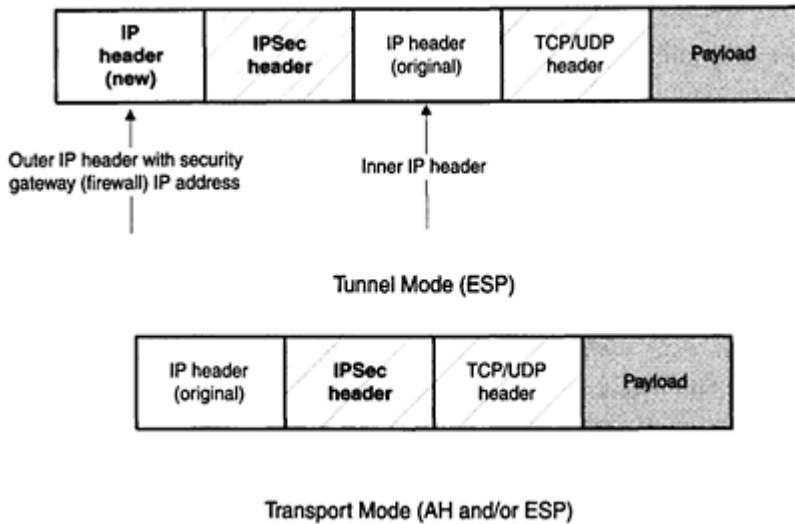 IP
header
(new)
IPSec
header
IP header
(original)
TCP/UDP
header
Payload
Outer IP header with security
gateway (firewall) IP address
Inner IP header
Tunnel Mode (ESP)
IP header
(original)
IPSec
header
TCP/UDP
header
Payload
Transport Mode (AH and/or ESP)